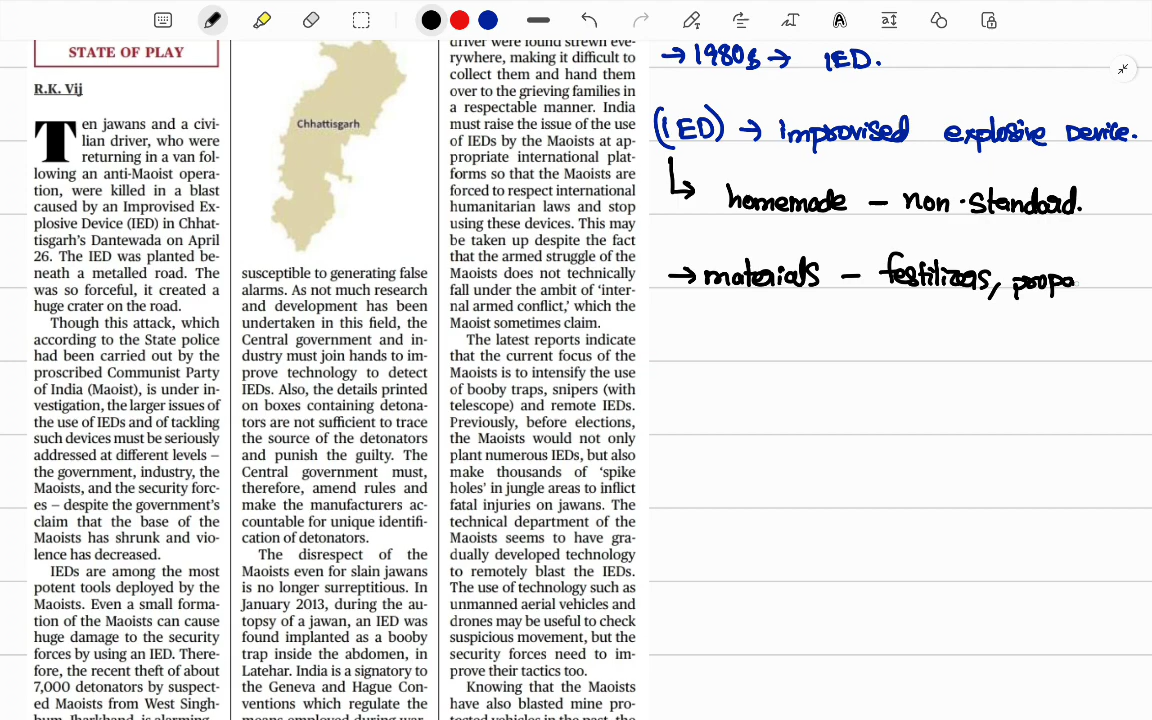 STATE OF PLAY
R.K. Vij
Ten jawans and a civi-
lian driver, who were
returning in a van fol-
lowing an anti-Maoist opera-
tion, were killed in a blast
caused by an Improvised Ex-
plosive Device (IED) in Chhat-
tisgarh's Dantewada on April
26. The IED was planted be-
neath a metalled road. The
was so forceful, it created a
huge crater on the road.
Though this attack, which
according to the State police
had been carried out by the
proscribed Communist Party
of India (Maoist), is under in-
vestigation, the larger issues of
the use of IEDs and of tackling
such devices must be seriously
addressed at different levels –
the government, industry, the
Maoists, and the security forc-
es – despite the government's
claim that the base of the
Maoists has shrunk and vio-
lence has decreased.
IEDs are among the most
potent tools deployed by the
Maoists. Even a small forma-
tion of the Maoists can cause
huge damage to the security
forces by using an IED. There-
fore, the recent theft of about
7,000 detonators by suspect-
ed Maoists from West Singh-
bum, Jharkhand, is alarming
Chhattisgarh
susceptible to generating false
alarms. As not much research
and development has been
undertaken in this field, the
Central government and in-
dustry must join hands to im-
prove technology to detect
IEDs. Also, the details printed
on boxes containing detona-
tors are not sufficient to trace
the source of the detonators
and punish the guilty. The
Central government must,
therefore, amend rules and
make the manufacturers ac-
countable for unique identifi-
cation of detonators.
The disrespect of the
Maoists even for slain jawans
is no longer surreptitious. In
January 2013, during the au-
topsy of a jawan, an IED was
found implanted as a booby
trap inside the abdomen, in
Latehar. India is a signatory to
the Geneva and Hague Con-
ventions which regulate the
means employed during war-
driver were found strewn eve-
rywhere, making it difficult to
collect them and hand them
over to the grieving families in
a respectable manner. India
must raise the issue of the use
of IEDs by the Maoists at ap-
propriate international plat-
forms so that the Maoists are
forced to respect international
humanitarian laws and stop
using these devices. This may
be taken up despite the fact
that the armed struggle of the
Maoists does not technically
fall under the ambit of 'inter-
nal armed conflict,' which the
Maoist sometimes claim.
The latest reports indicate
that the current focus of the
Maoists is to intensify the use
of booby traps, snipers (with
telescope) and remote IEDs.
Previously, before elections,
the Maoists would not only
plant numerous IEDs, but also
make thousands of 'spike
holes' in jungle areas to inflict
fatal injuries on jawans. The
technical department of the
Maoists seems to have gra-
dually developed technology
to remotely blast the IEDs.
The use of technology such as
unmanned aerial vehicles and
drones may be useful to check
suspicious movement, but the
security forces need to im-
prove their tactics too.
Knowing that the Maoists
have also blasted mine pro-
tected vehicles in the past, the
→ 1980s → IED.
(IED) → improvised explosive Device.
homemade – non-standard.
→ materials – fertilizers, propa